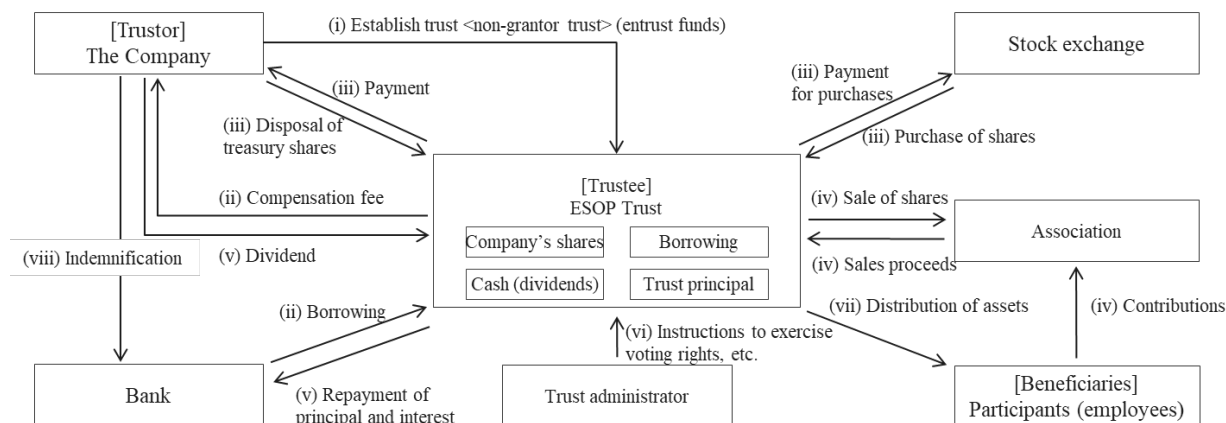 (i) Establish trust <non-grantor trust> (entrust funds)
[Trustor]
The Company
Stock exchange
(iii) Payment
(iii) Payment
for purchases
(iii) Disposal of
treasury shares
(iii) Purchase of shares
[Trustee]
ESOP Trust
(ii) Compensation fee
(iv) Sale of shares
Company's shares
Borrowing
Association
(viii) Indemnification
(v) Dividend
(iv) Sales proceeds
Cash (dividends)
Trust principal
(ii) Borrowing
(vii) Distribution of assets
(iv) Contributions
(vi) Instructions to exercise
voting rights, etc.
Bank
(v) Repayment of
principal and interest
Trust administrator
[Beneficiaries]
Participants (employees)